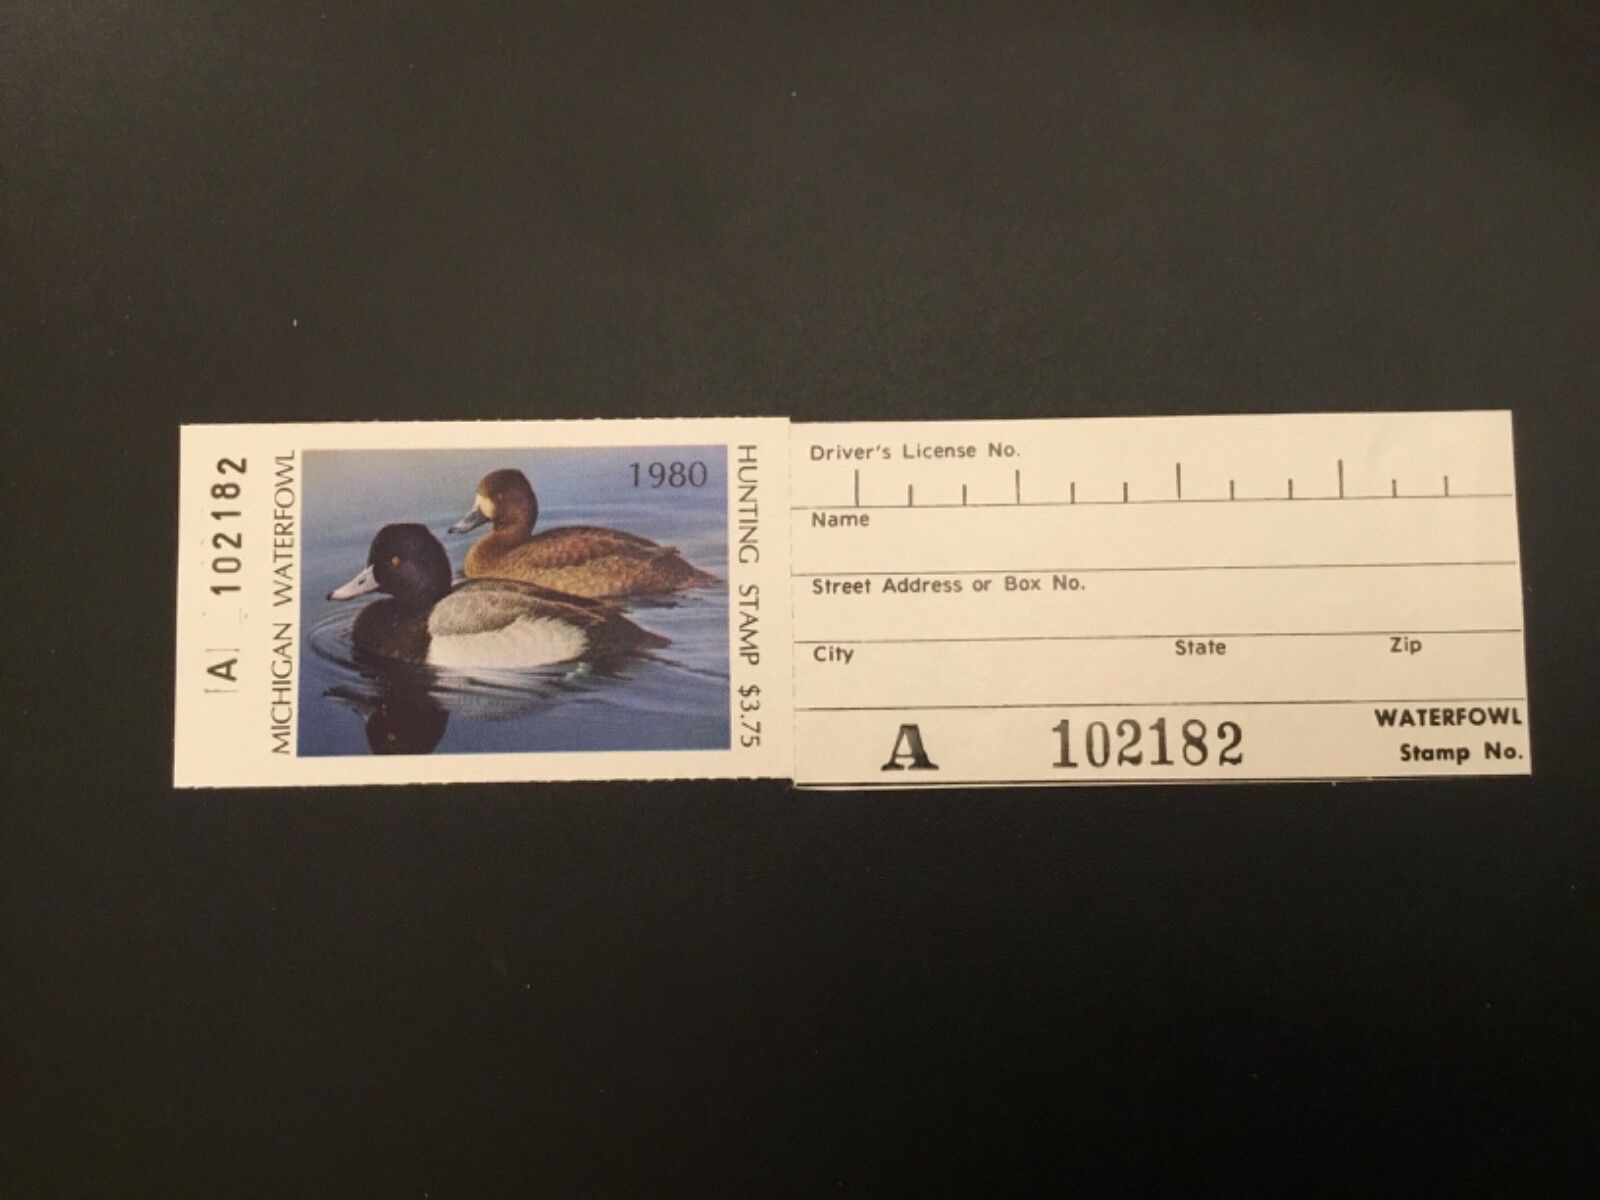 A 102182
MICHIGAN WATERFOWL
1980
HUNTING STAMP $3.75
Driver's License No.
Name
Street Address or Box No.
City State Zip
A 102182 WATERFOWL
Stamp No.